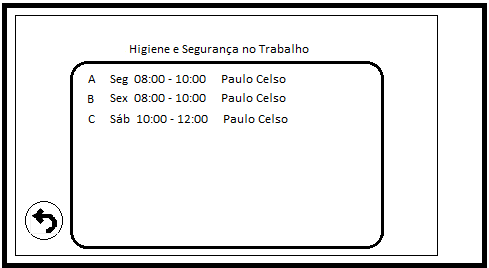 Higiene e Segurança no Trabalho
A Seg 08:00 - 10:00 Paulo Celso
B Sex 08:00 - 10:00 Paulo Celso
C Sáb 10:00 - 12:00 Paulo Celso